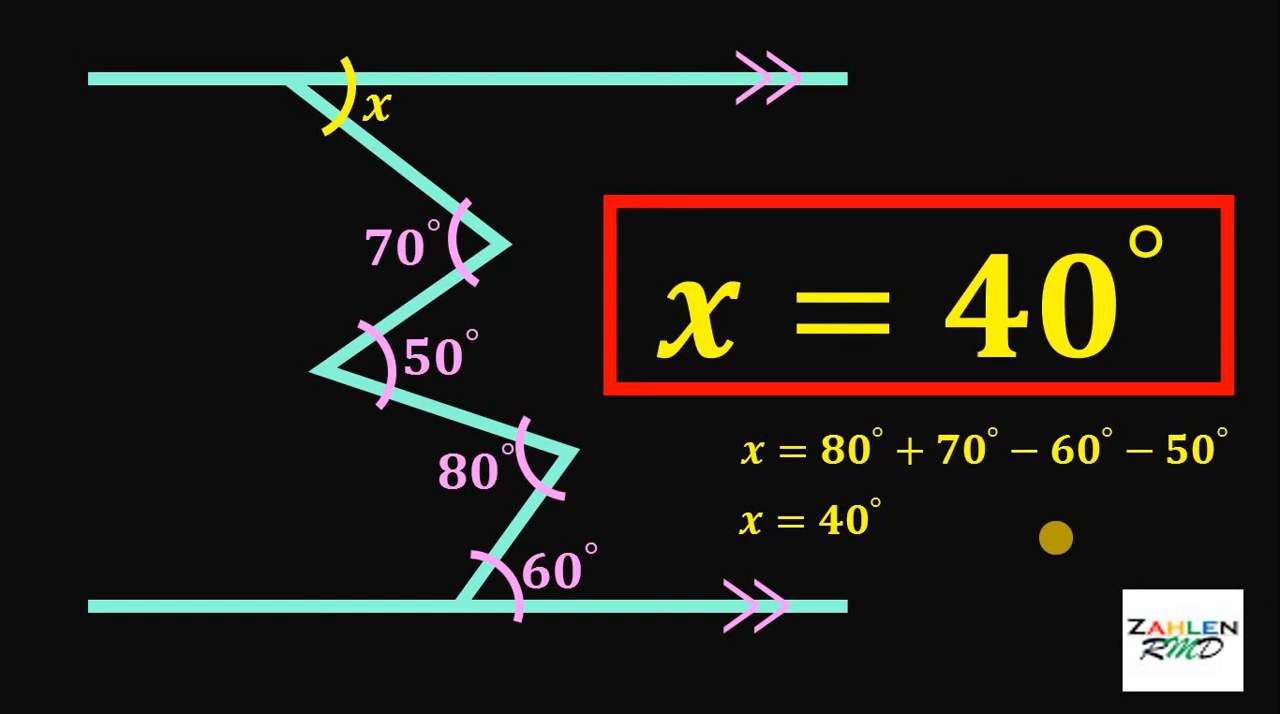 x
70°
50°
x = 40°
80°
x = 80° + 70° − 60° − 50°
x = 40°
60°
ZAHLEN
RMD